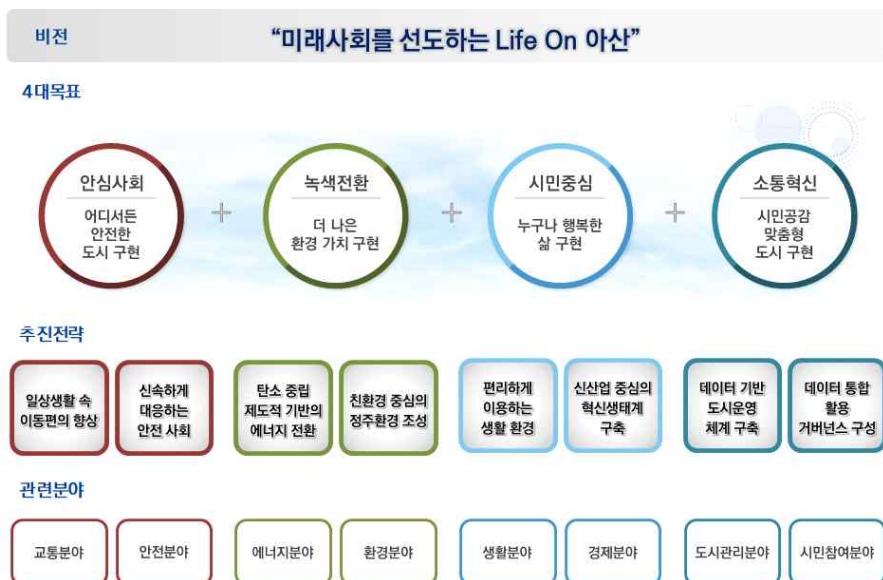 비전
“미래사회를 선도하는 Life On 아산”
4대목표
안심사회
어디서든
안전한
도시 구현
녹색전환
더 나은
환경 가치 구현
시민중심
누구나 행복한
삶 구현
소통혁신
시민공감
맞춤형
도시 구현
추진전략
일상생활 속
이동편의 향상
신속하게
대응하는
안전 사회
탄소 중립
제도적 기반의
에너지 전환
친환경 중심의
정주환경 조성
편리하게
이용하는
생활 환경
신산업 중심의
혁신생태계
구축
데이터 기반
도시운영
체계 구축
데이터 통합
활용
거버넌스 구성
관련분야
교통분야
안전분야
에너지분야
환경분야
생활분야
경제분야
도시관리분야
시민참여분야